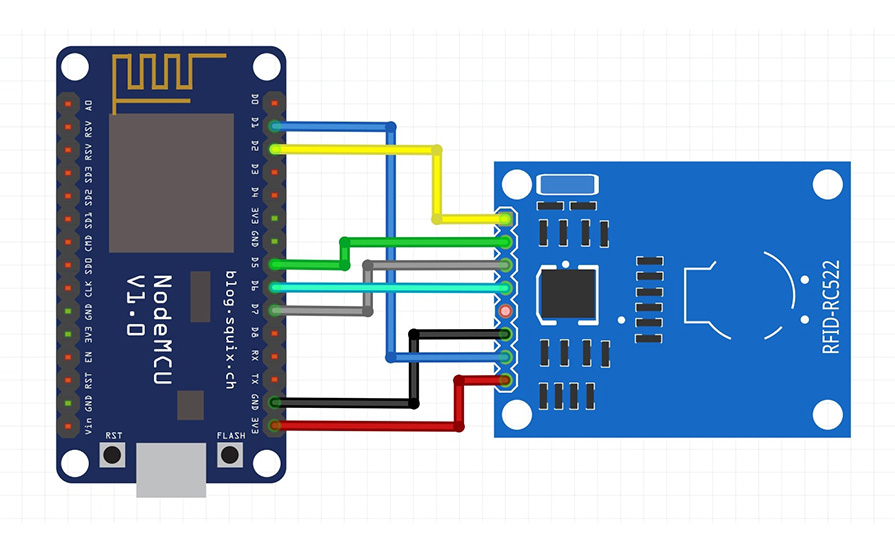 A0
RSV
RSV
SD3
SD2
SD1
CMD
SD0
CLK
GND
3V3
EN
RST
GND
Vin
D0
D1
D2
D3
D4
3V3
GND
D5
D6
D7
D8
RX
TX
GND
3V3
NodeMCU
V1.0
blog.squix.ch
RST
FLASH
RFID-RC522